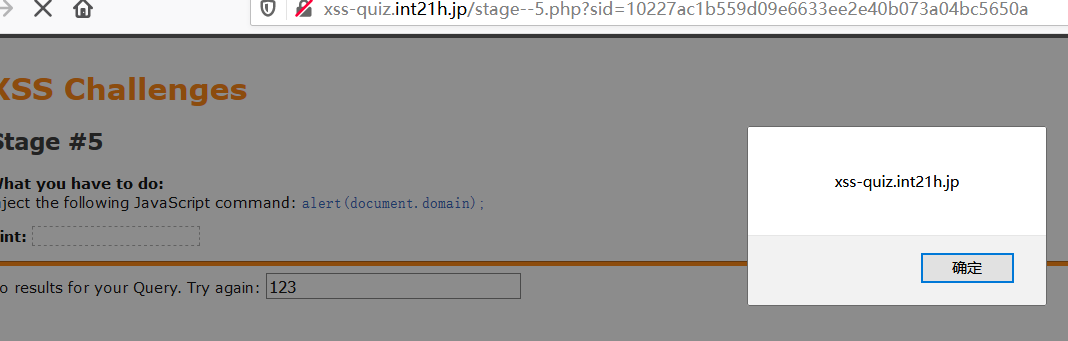 xss-quiz.int21h.jp/stage--5.php?sid=10227ac1b559d09e6633ee2e40b073a04bc5650a
XSS Challenges
Stage #5
What you have to do:
nject the following JavaScript command: alert(document.domain);
int:
xss-quiz.int21h.jp
确定
o results for your Query. Try again: 123